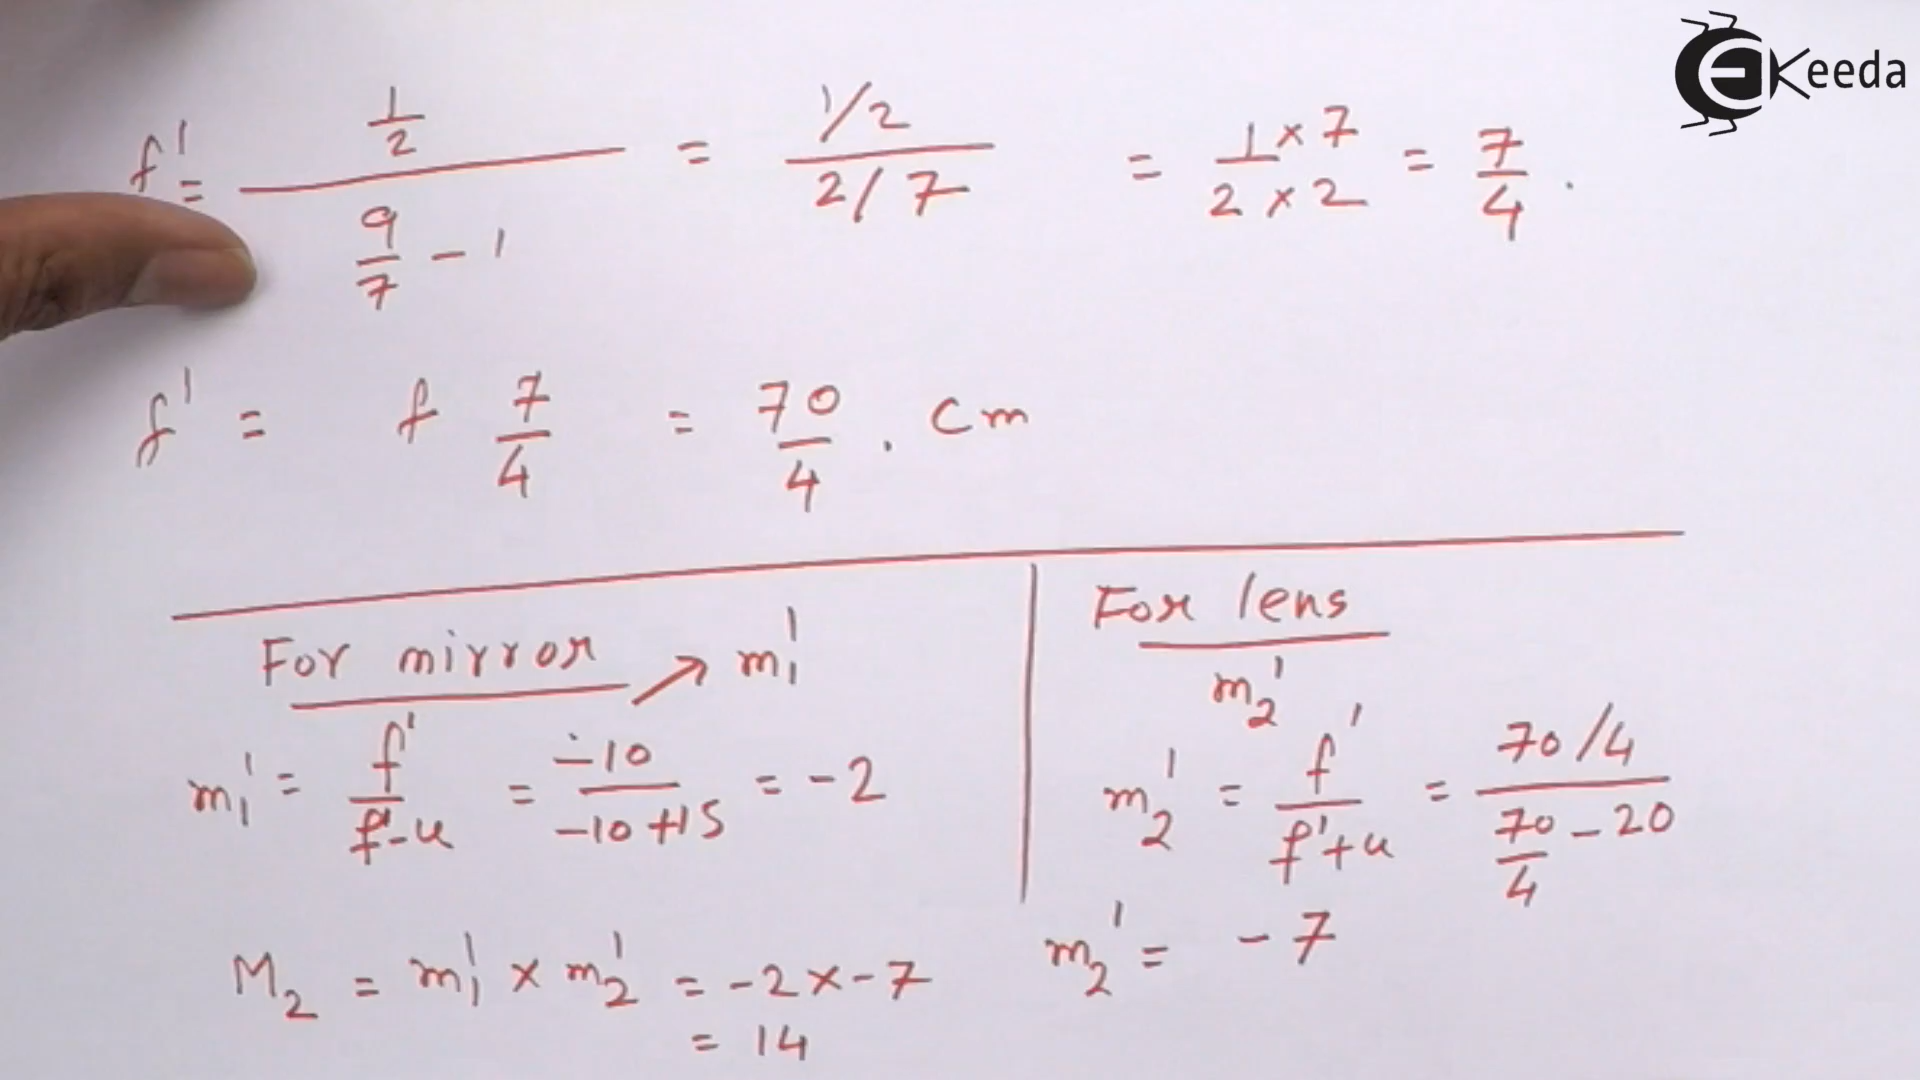 EKeeda
f' = (1/2)/(9/7 - 1) = (1/2)/(2/7) = (1 × 7)/(2 × 2) = 7/4 .
f' = f 7/4 = 70/4 . cm
For mirror → m₁'
m₁' = f'/(f' - u) = -10/(-10 + 15) = -2
M₂ = m₁' × m₂' = -2 × -7
= 14
For lens
m₂'
m₂' = f'/(f' + u) = (70/4)/(70/4 - 20)
m₂' = -7